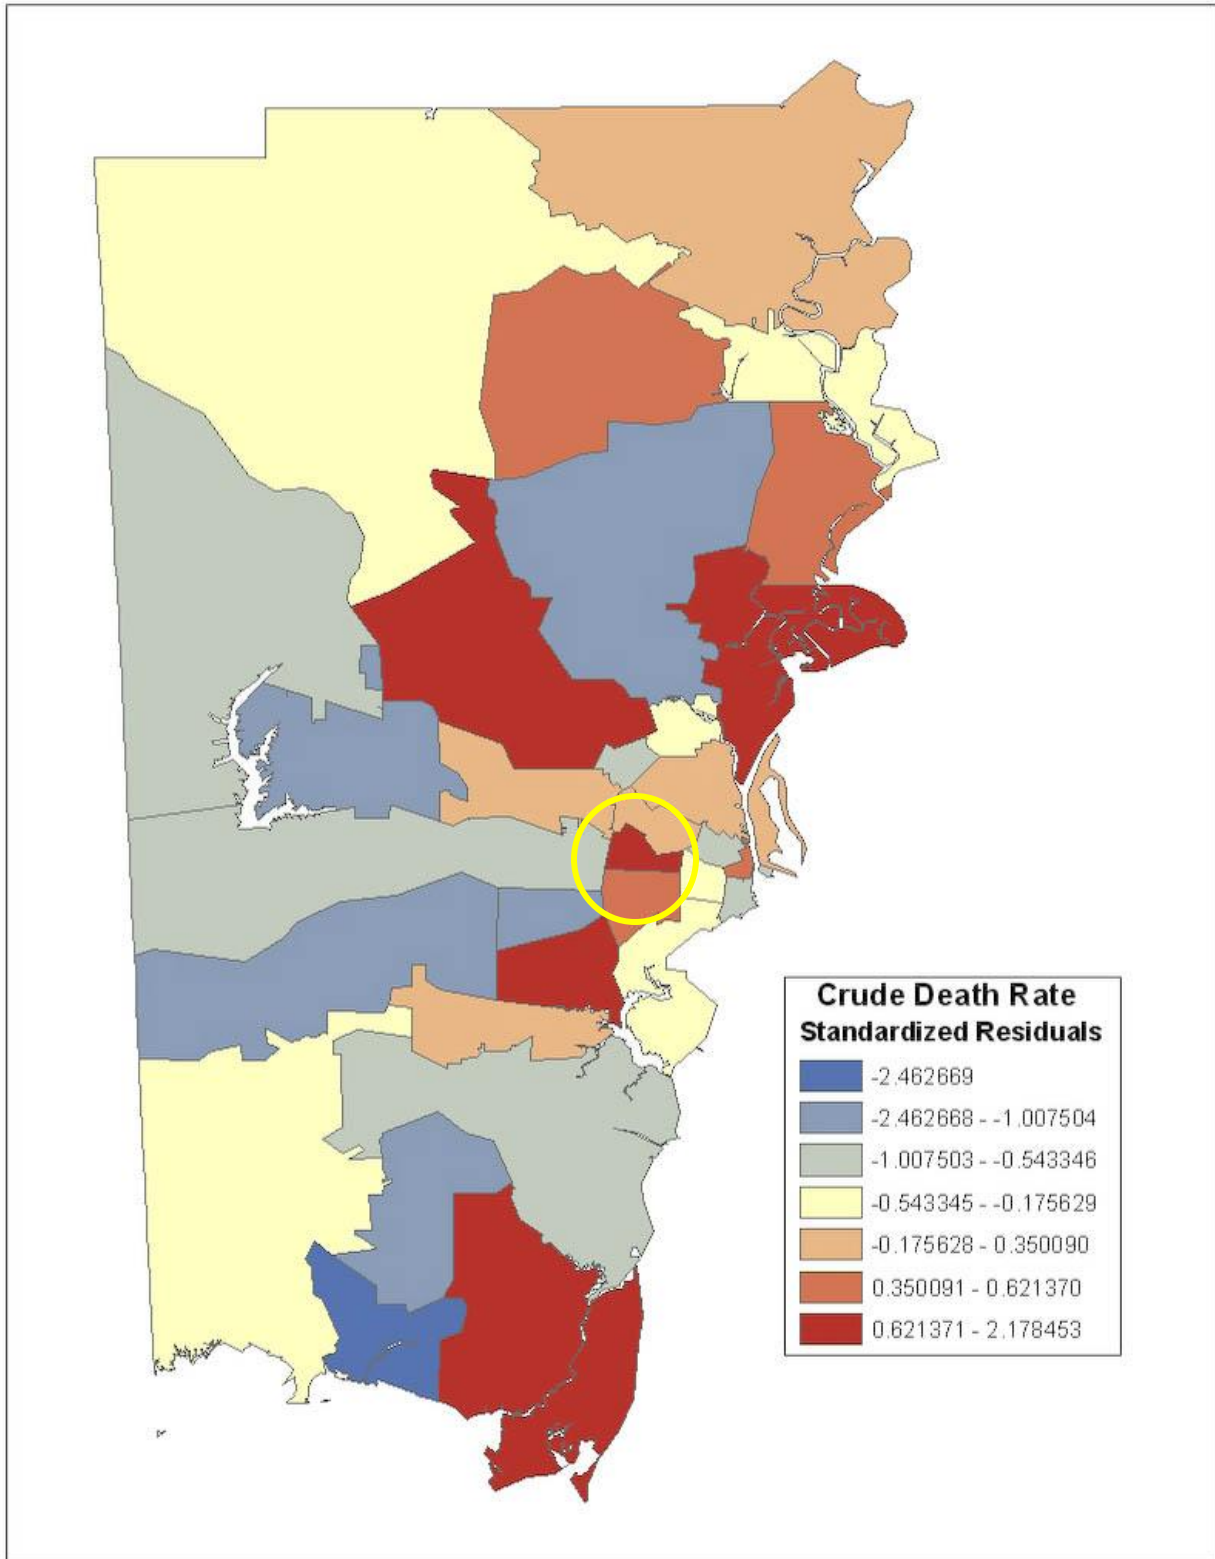 Crude Death Rate
Standardized Residuals
-2.462669
-2.462668 - -1.007504
-1.007503 - -0.543346
-0.543345 - -0.175629
-0.175628 - 0.350090
0.350091 - 0.621370
0.621371 - 2.178453